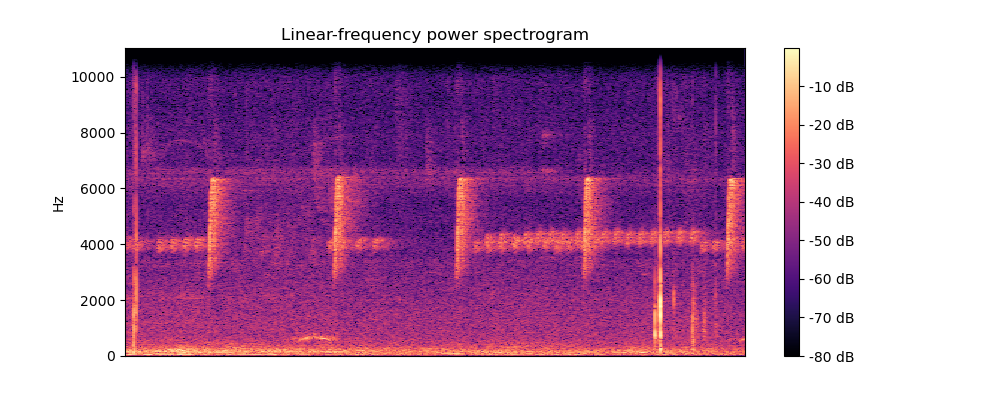 Linear-frequency power spectrogram
Hz
10000
8000
6000
4000
2000
0
-10 dB
-20 dB
-30 dB
-40 dB
-50 dB
-60 dB
-70 dB
-80 dB